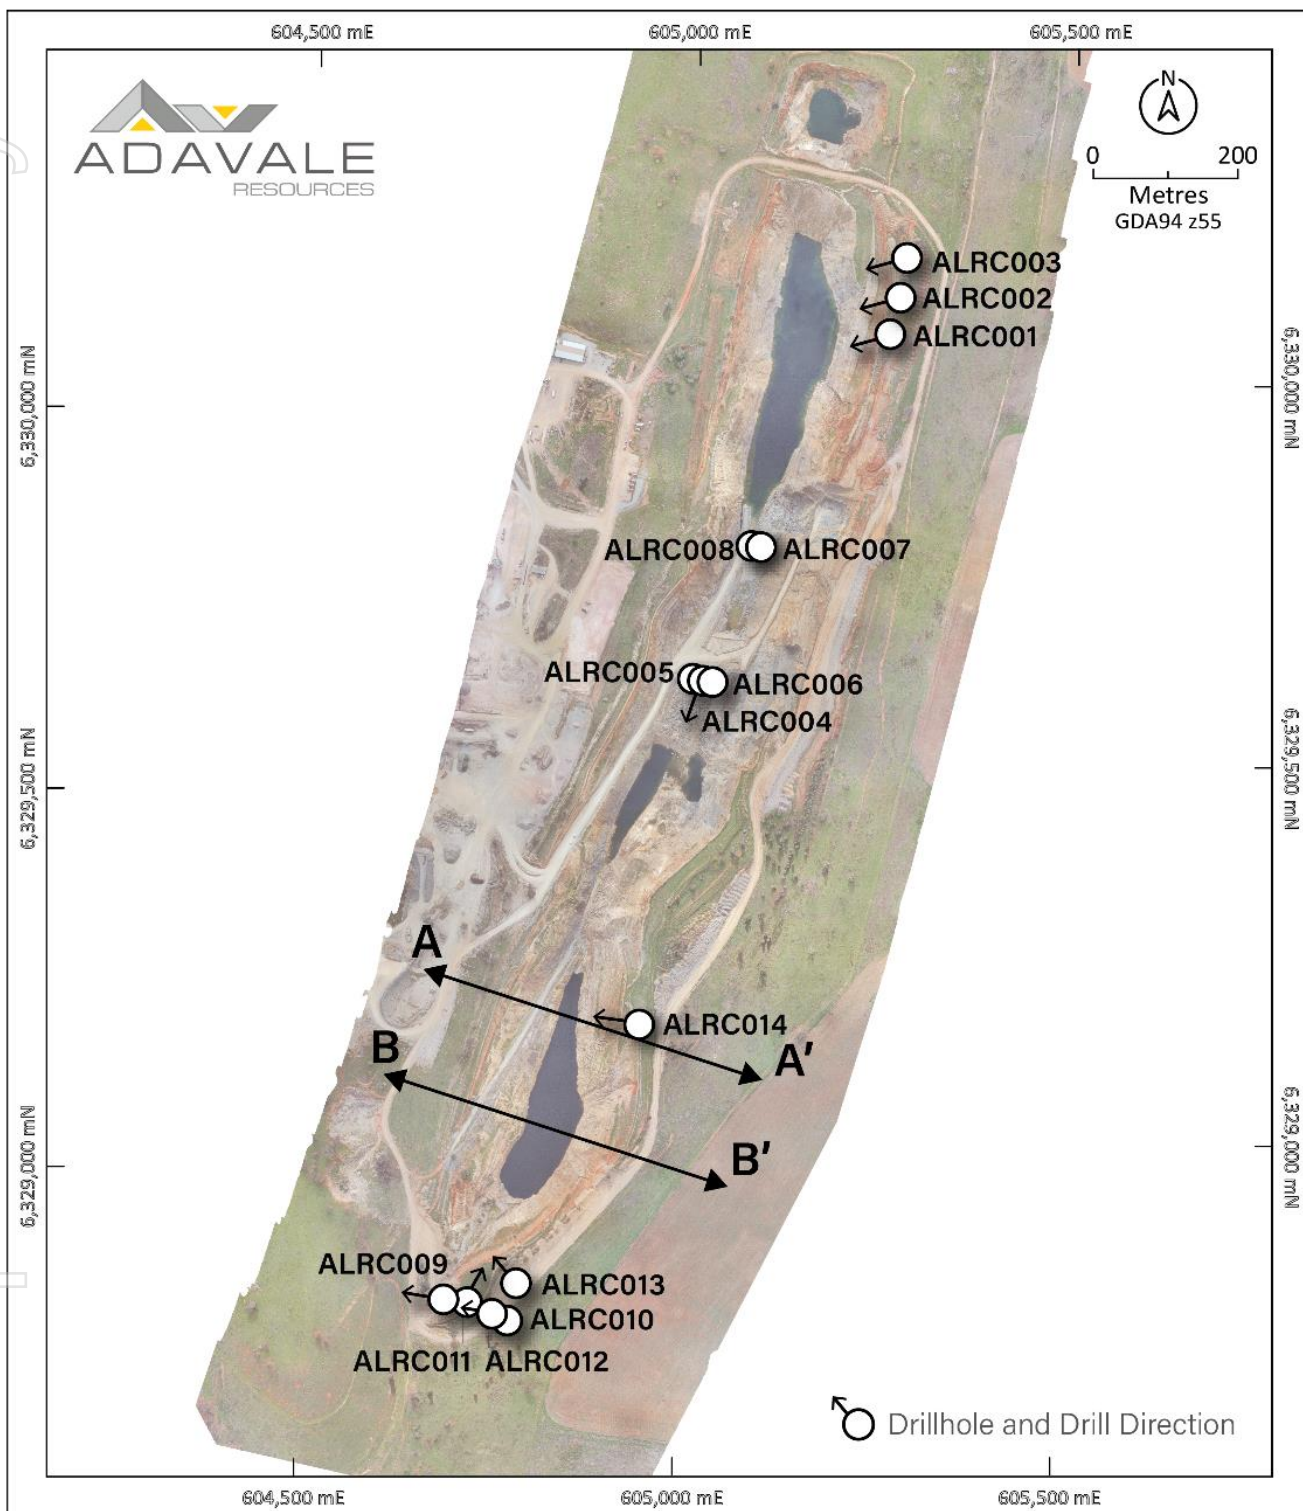 604,500 mE
605,000 mE
605,500 mE
ADAVALE
RESOURCES
N
0 200
Metres
GDA94 z55
ALRC003
ALRC002
ALRC001
6,330,000 mN
6,330,000 mN
ALRC008
ALRC007
ALRC005
ALRC006
ALRC004
6,329,500 mN
6,329,500 mN
A
ALRC014
A'
B
B'
6,329,000 mN
6,329,000 mN
ALRC009
ALRC013
ALRC010
ALRC011
ALRC012
Drillhole and Drill Direction
604,500 mE
605,000 mE
605,500 mE